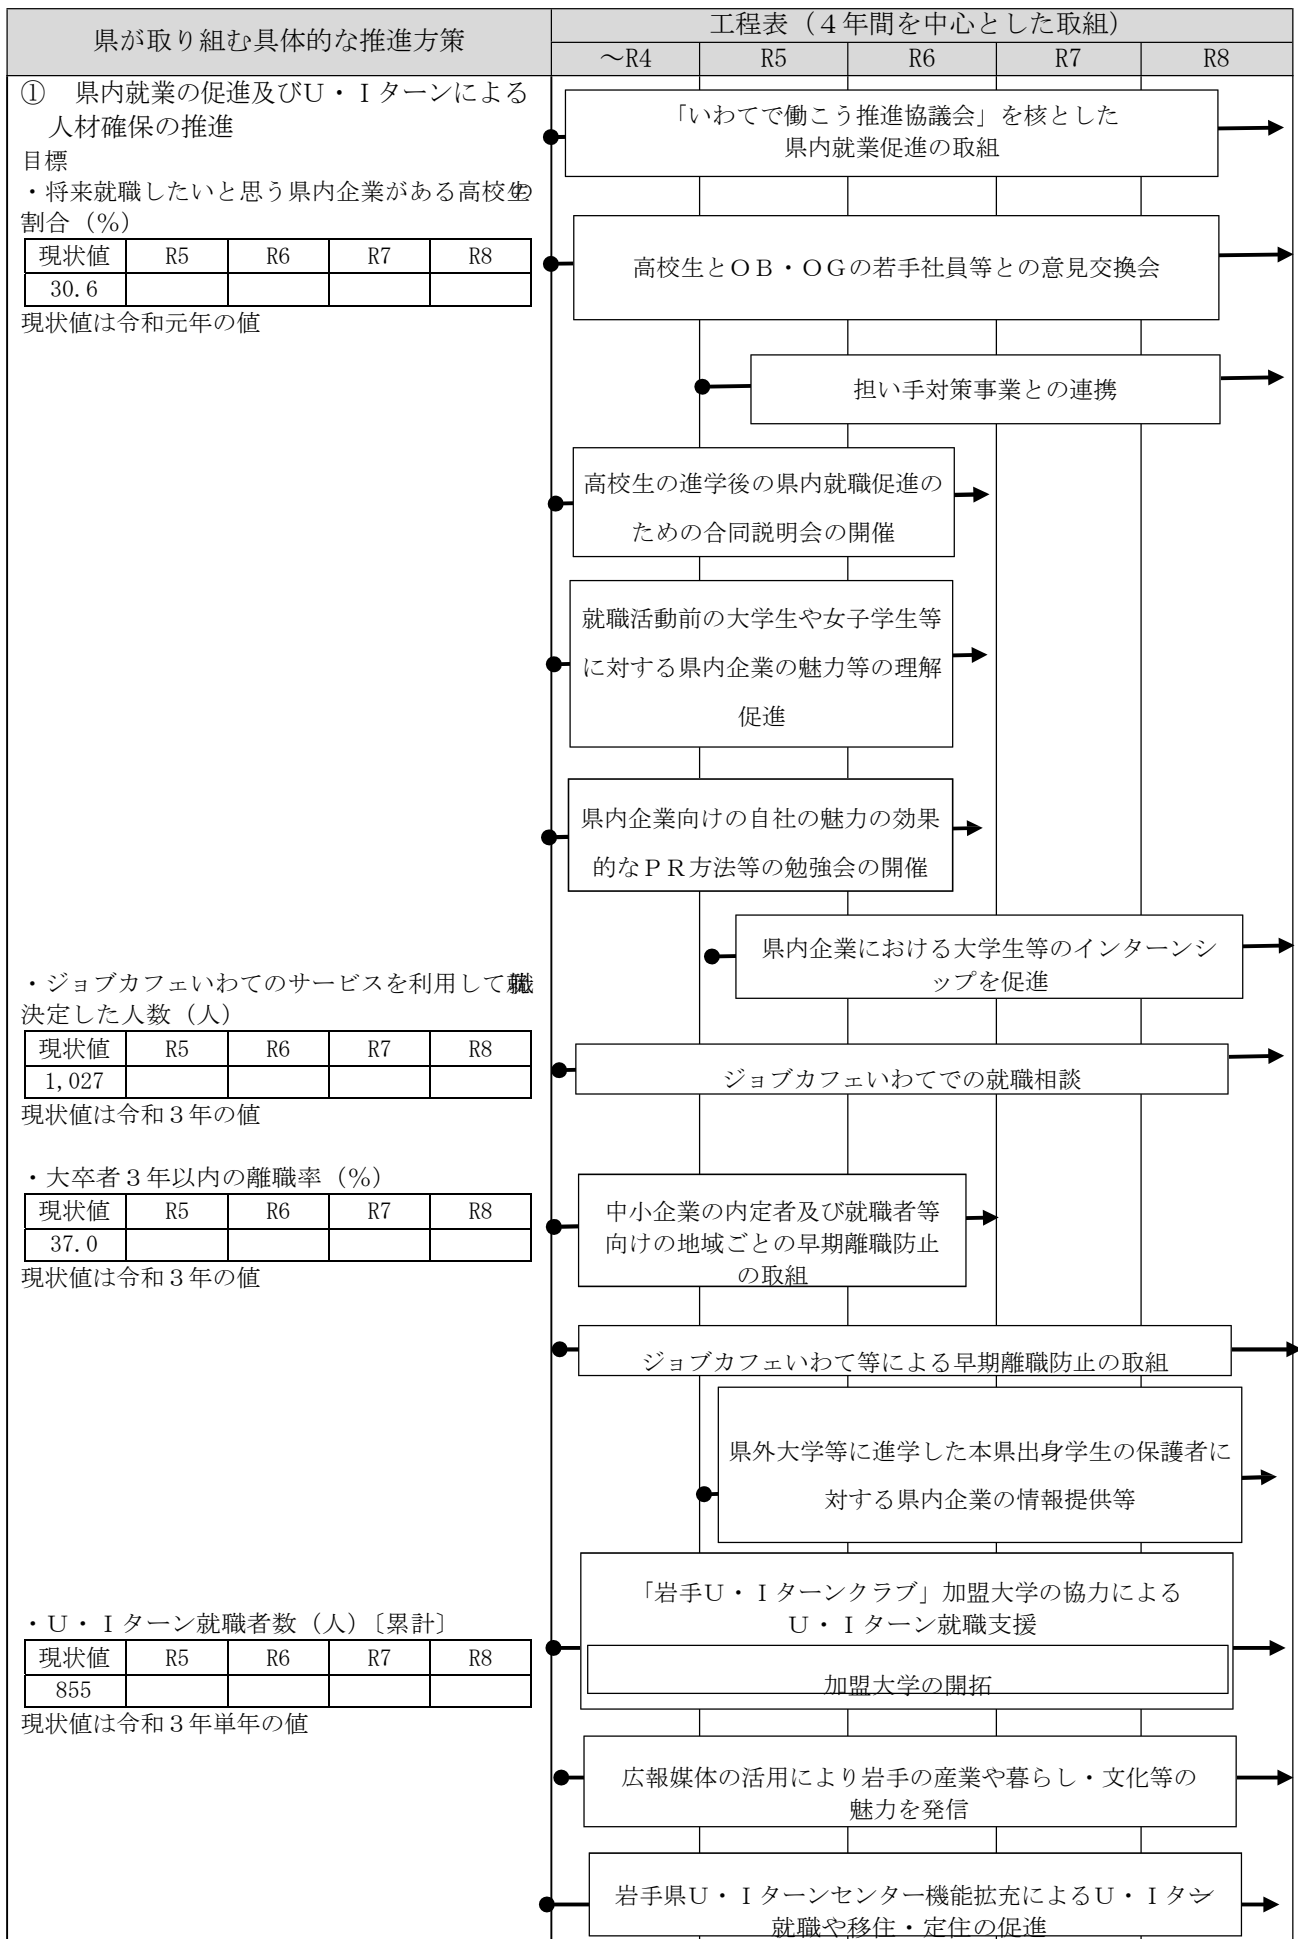 県が取り組む具体的な推進方策
工程表（４年間を中心とした取組）
～R4 R5 R6 R7 R8
① 県内就業の促進及びＵ・Ｉターンによる
人材確保の推進
目標
・将来就職したいと思う県内企業がある高校生の
割合（％）
現状値 R5 R6 R7 R8
30.6
現状値は令和元年の値
「いわてで働こう推進協議会」を核とした
県内就業促進の取組
高校生とＯＢ・ＯＧの若手社員等との意見交換会
担い手対策事業との連携
高校生の進学後の県内就職促進の
ための合同説明会の開催
就職活動前の大学生や女子学生等
に対する県内企業の魅力等の理解
促進
県内企業向けの自社の魅力の効果
的なＰＲ方法等の勉強会の開催
県内企業における大学生等のインターンシ
ップを促進
・ジョブカフェいわてのサービスを利用して就職
決定した人数（人）
現状値 R5 R6 R7 R8
1,027
現状値は令和３年の値
ジョブカフェいわてでの就職相談
・大卒者３年以内の離職率（％）
現状値 R5 R6 R7 R8
37.0
現状値は令和３年の値
中小企業の内定者及び就職者等
向けの地域ごとの早期離職防止
の取組
ジョブカフェいわて等による早期離職防止の取組
県外大学等に進学した本県出身学生の保護者に
対する県内企業の情報提供等
・Ｕ・Ｉターン就職者数（人）〔累計〕
現状値 R5 R6 R7 R8
855
現状値は令和３年単年の値
「岩手Ｕ・Ｉターンクラブ」加盟大学の協力による
Ｕ・Ｉターン就職支援
加盟大学の開拓
広報媒体の活用により岩手の産業や暮らし・文化等の
魅力を発信
岩手県Ｕ・Ｉターンセンター機能拡充によるＵ・Ｉターン
就職や移住・定住の促進